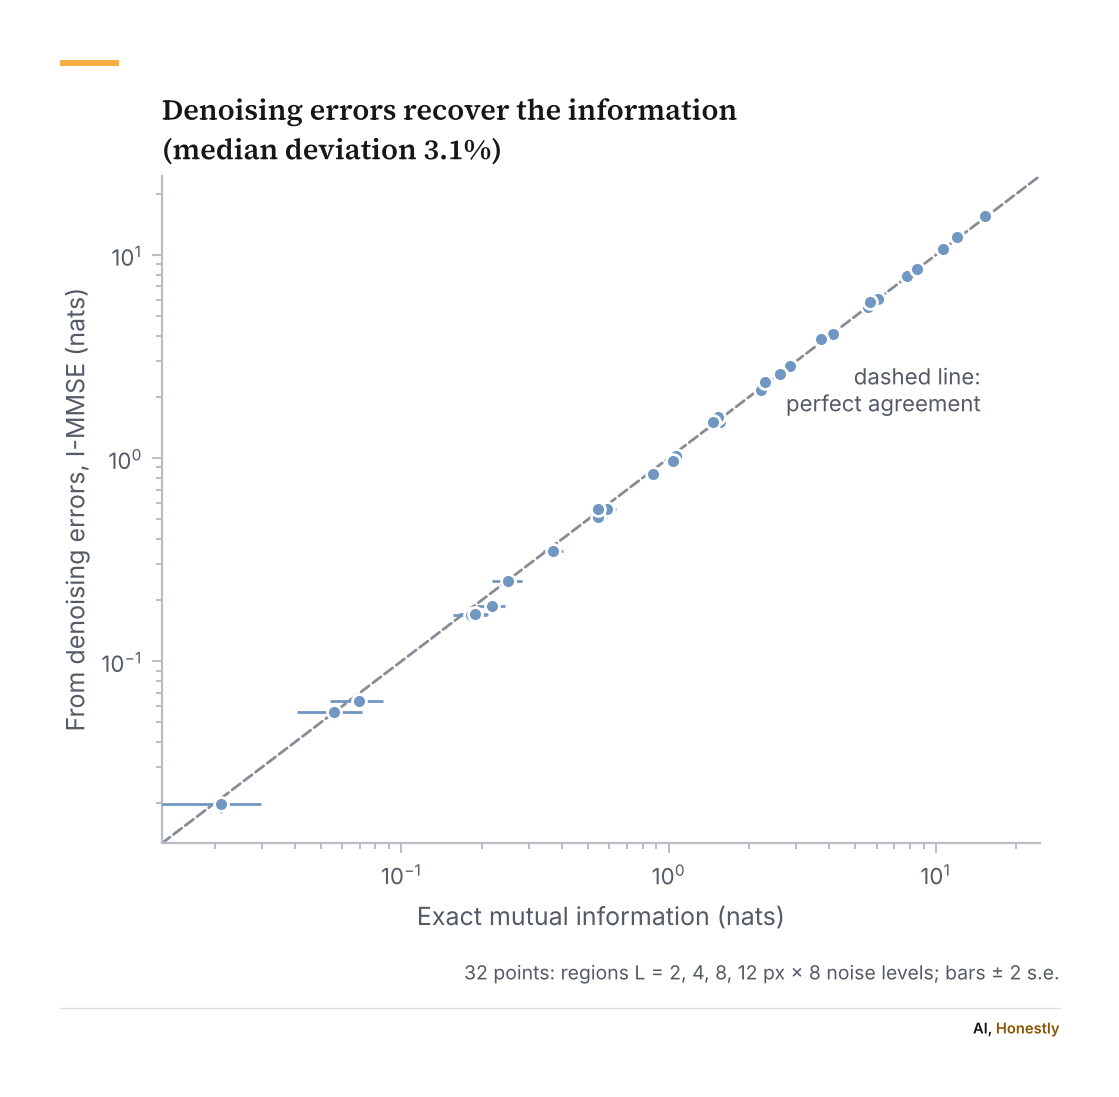 Denoising errors recover the information
(median deviation 3.1%)
From denoising errors, I-MMSE (nats)
10¹
10⁰
10⁻¹
dashed line:
perfect agreement
10⁻¹
10⁰
10¹
Exact mutual information (nats)
32 points: regions L = 2, 4, 8, 12 px × 8 noise levels; bars ± 2 s.e.
AI, Honestly